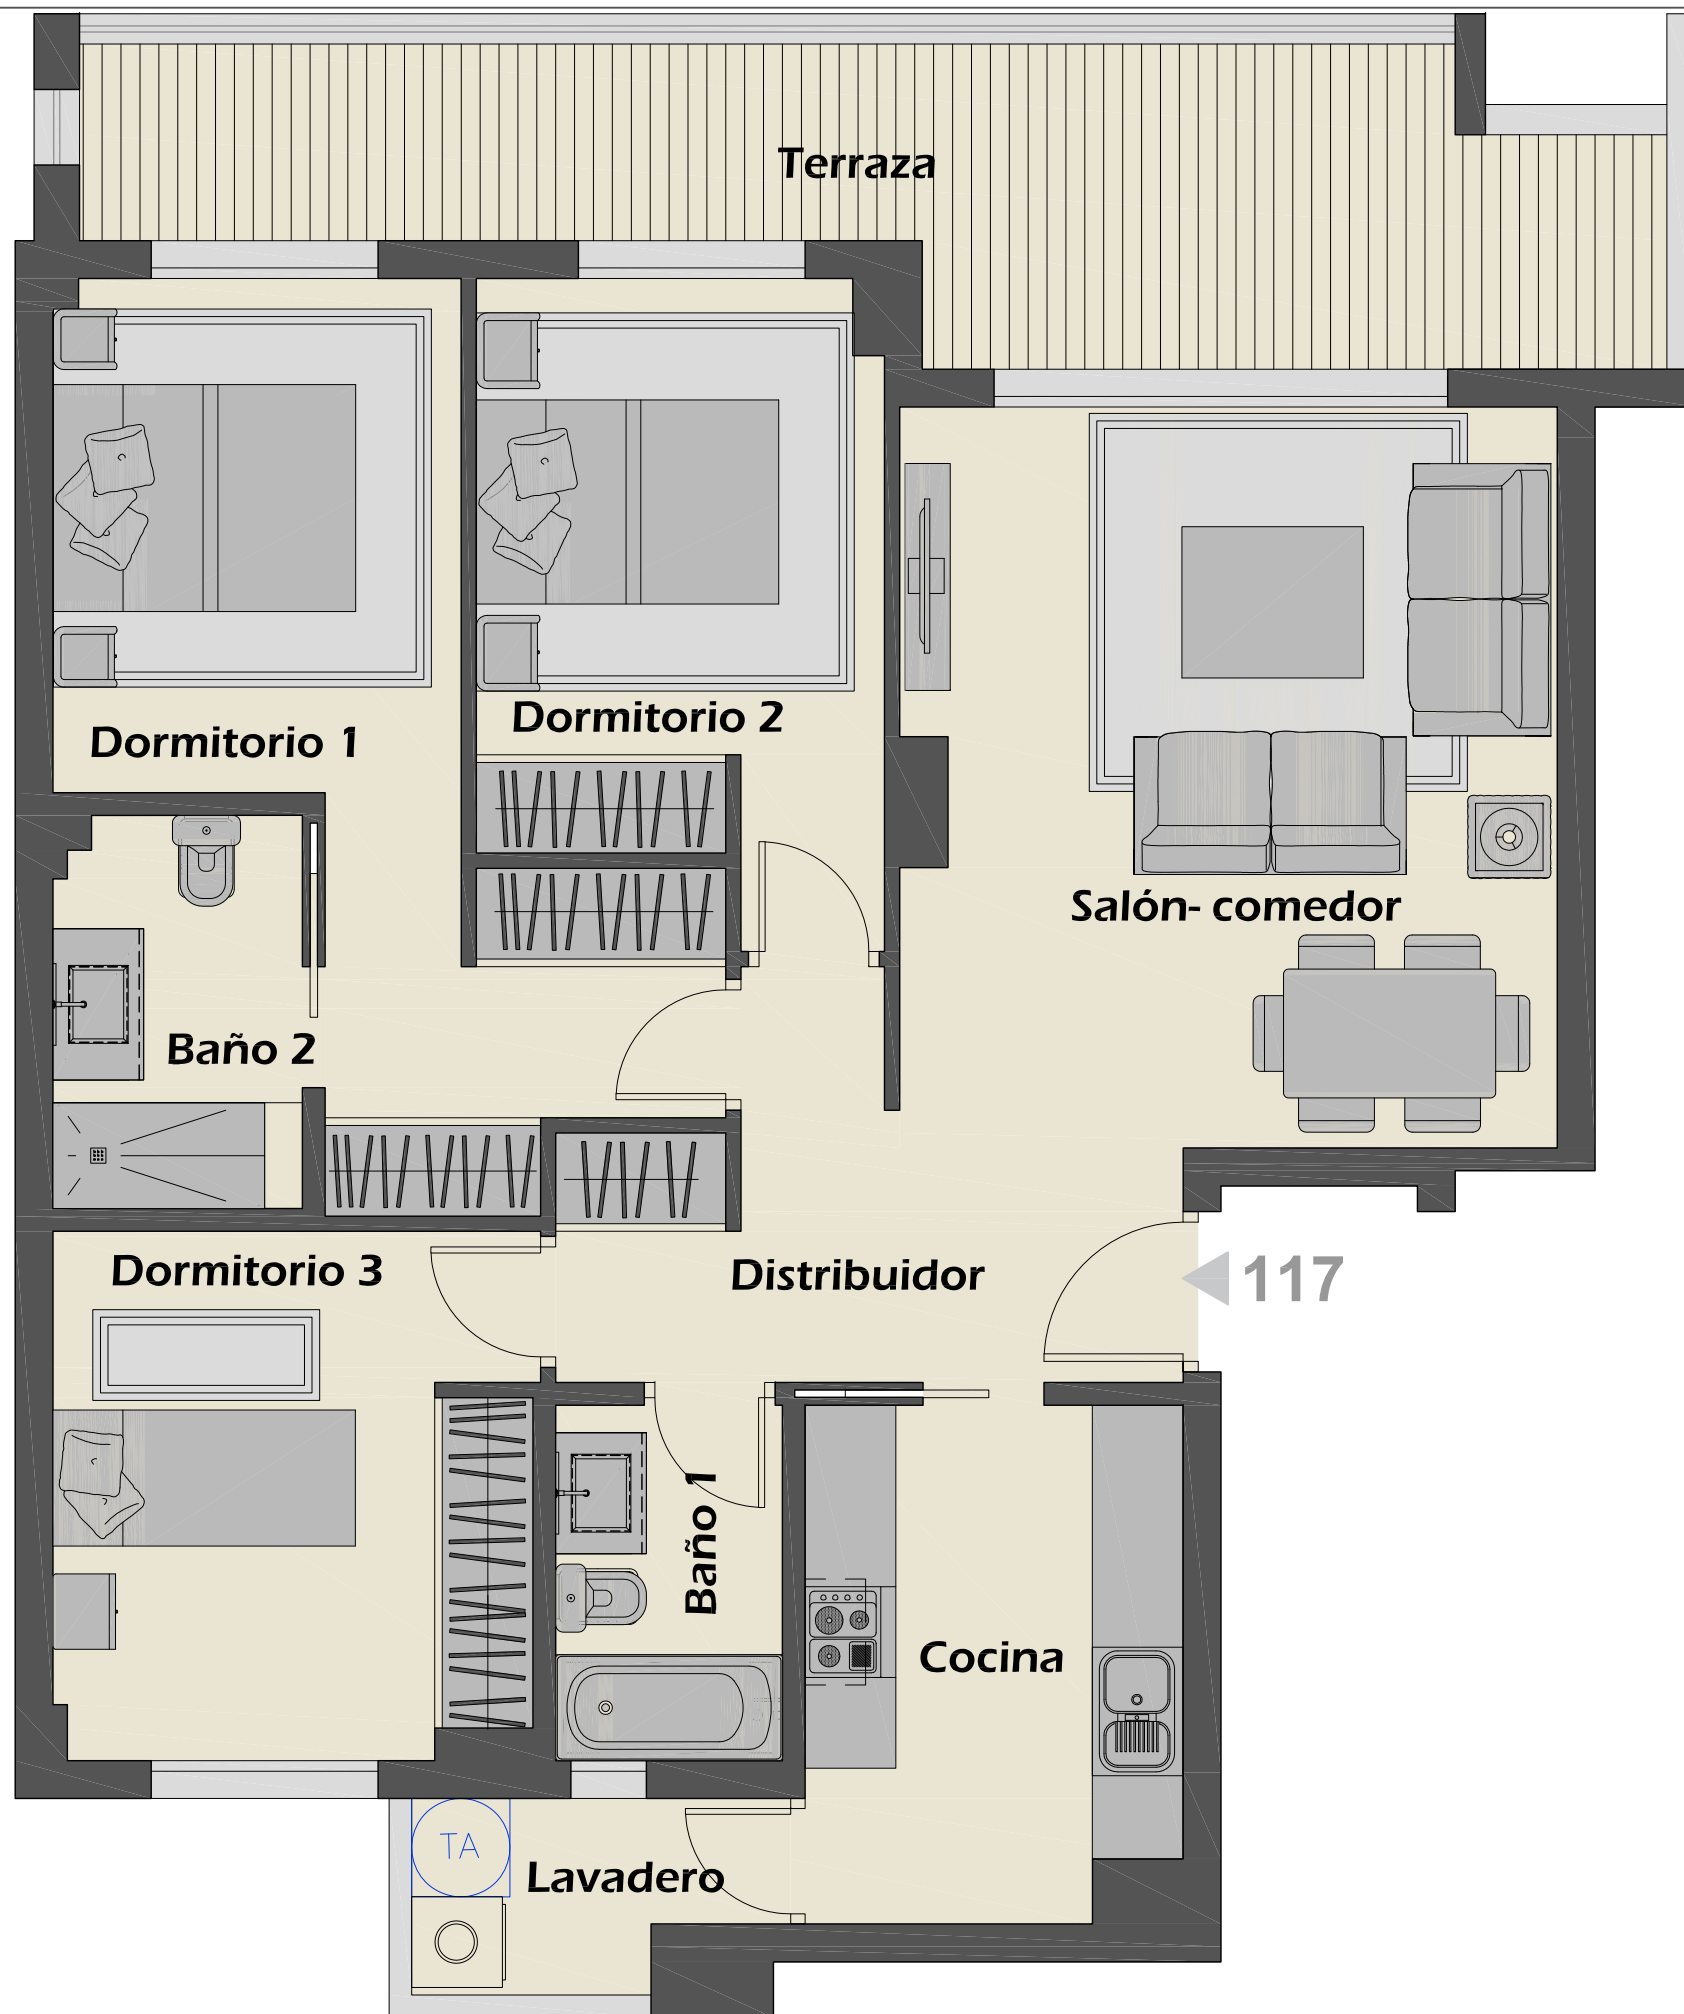 Terraza
Dormitorio 1
Dormitorio 2
Salón- comedor
Baño 2
Dormitorio 3
Distribuidor
117
Baño 1
Cocina
TA
Lavadero